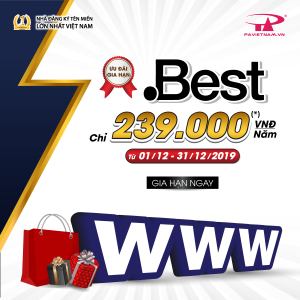 NHÀ ĐĂNG KÝ TÊN MIỀN
LỚN NHẤT VIỆT NAM
PAVIETNAM.VN
ƯU ĐÃI
GIA HẠN
.Best
Chỉ 239.000 (*) VNĐ
Năm
Từ 01/12 - 31/12/2019
GIA HẠN NGAY
WWW